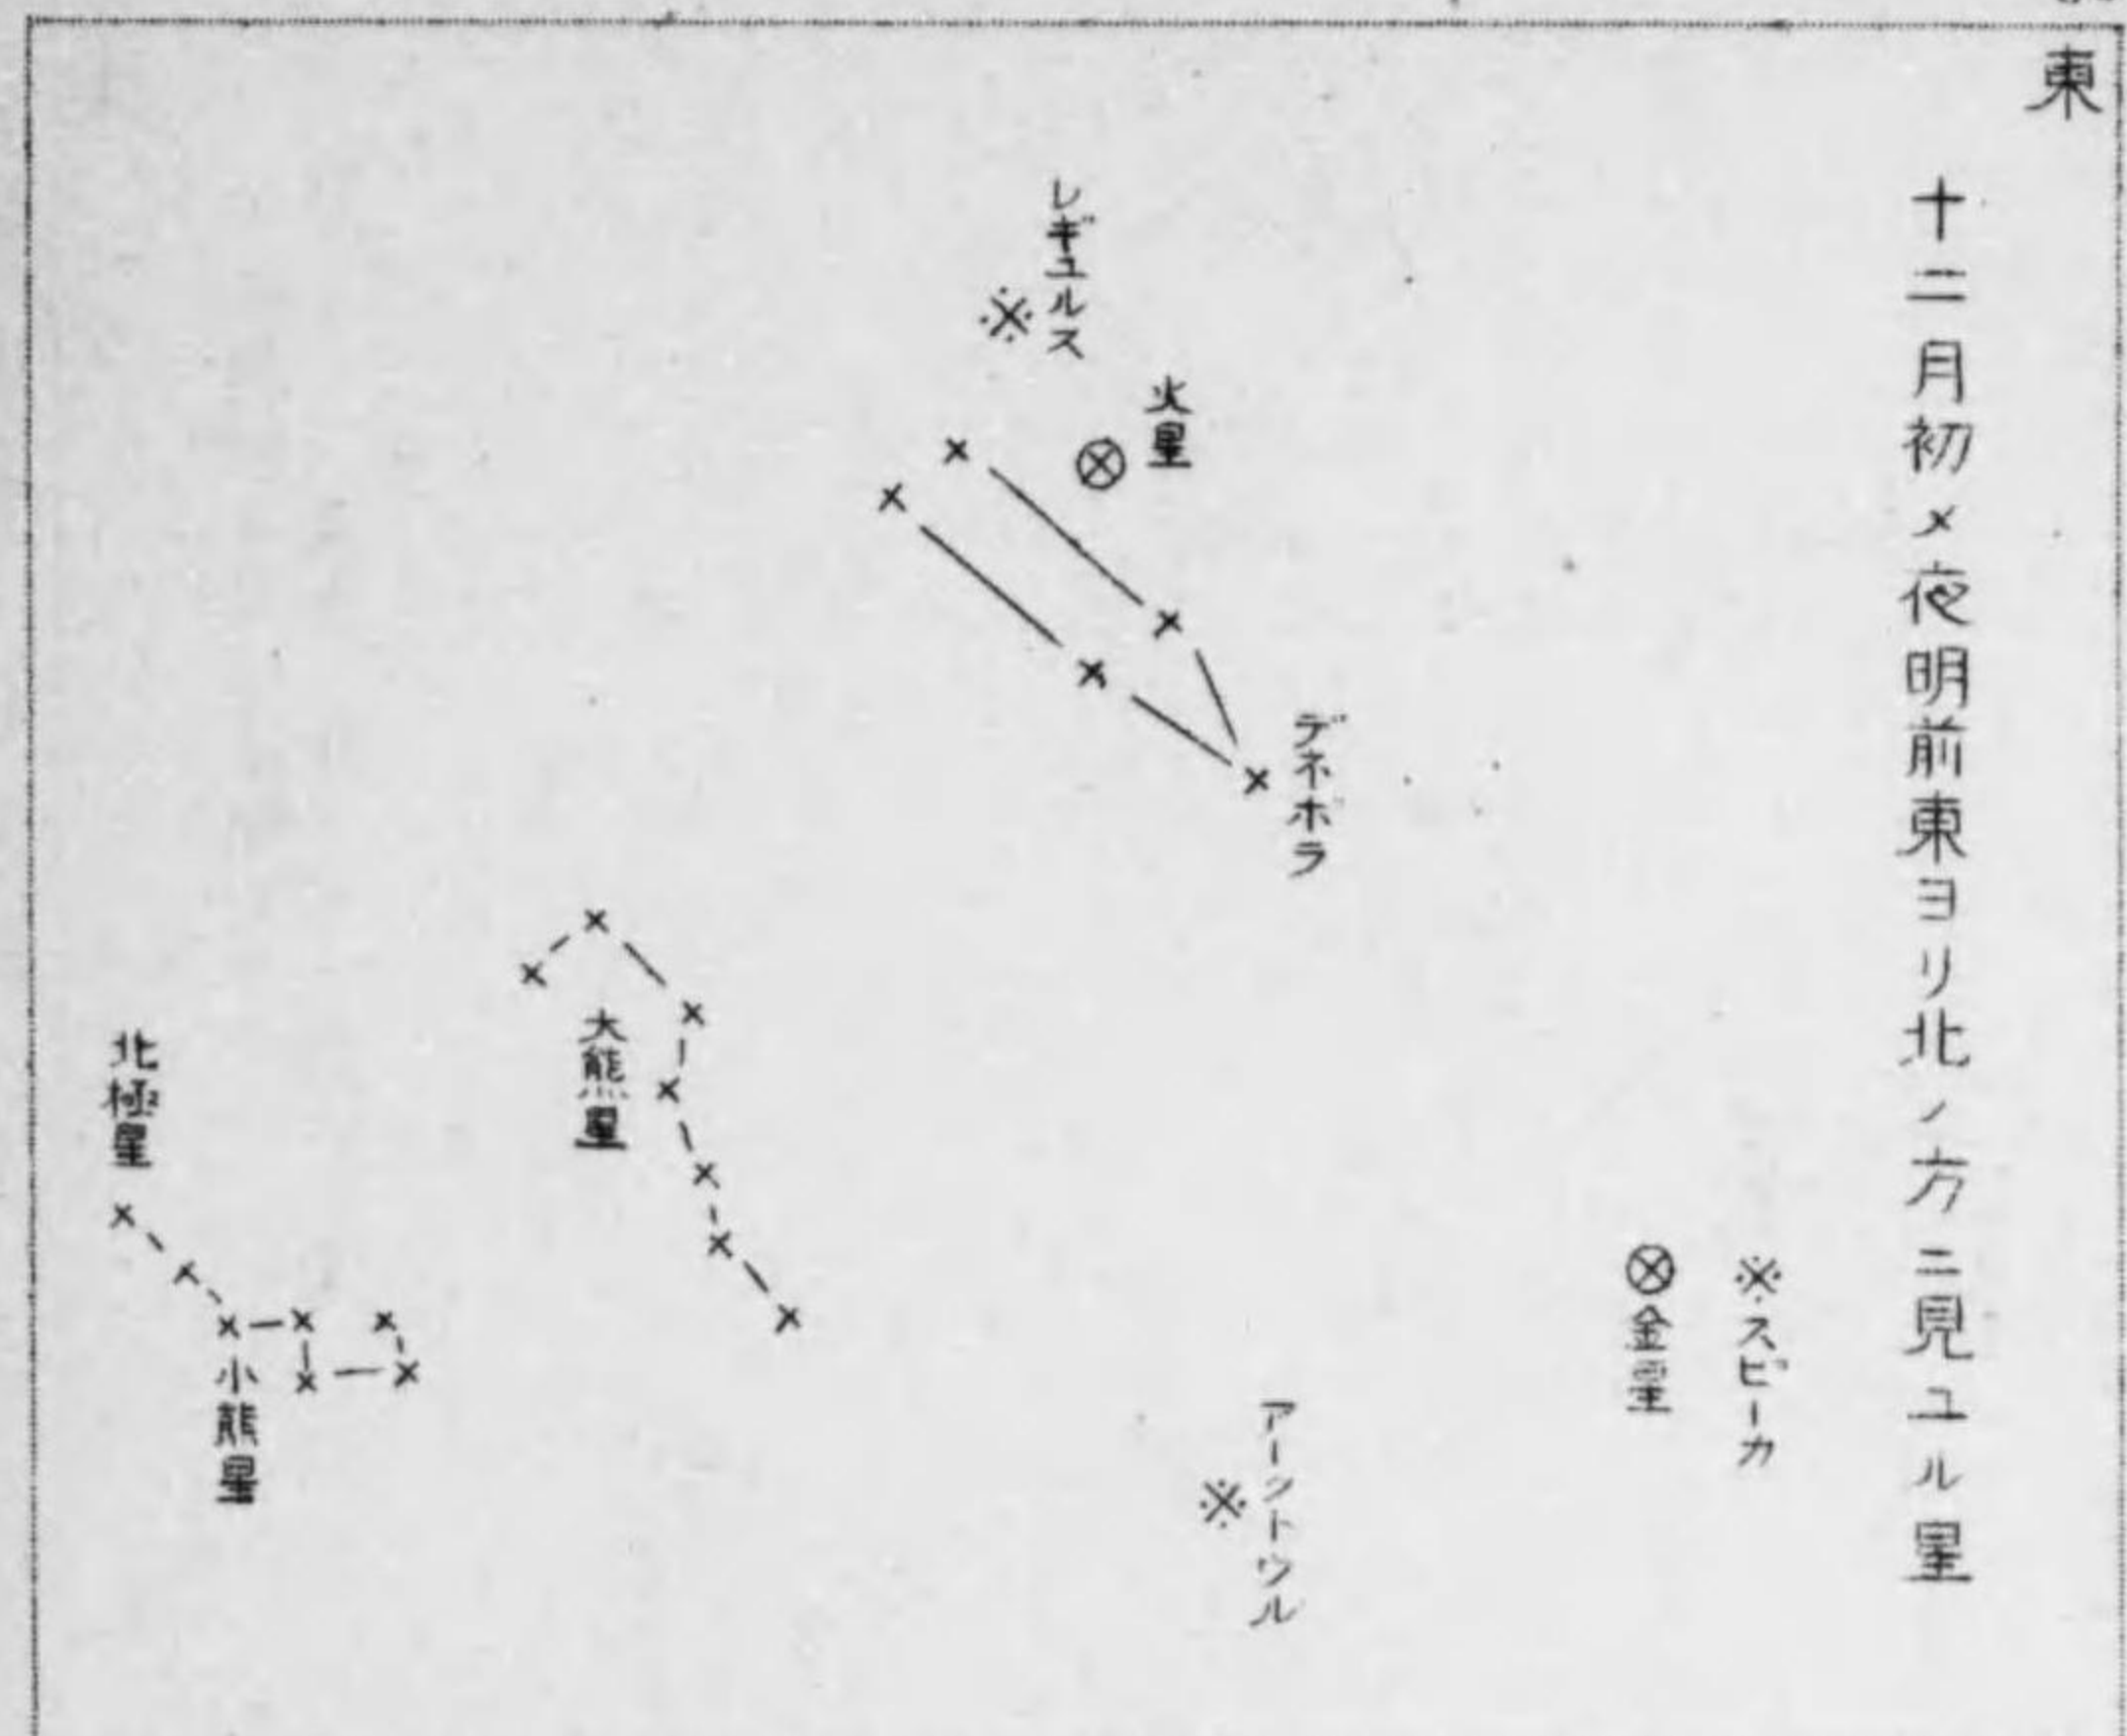 東
十二月初メ夜明前東ヨリ北ノ方ニ見ユル星
スピーカ
金星
デネボラ
アークトウル
火星
レギユルス
大熊星
小熊星
北極星